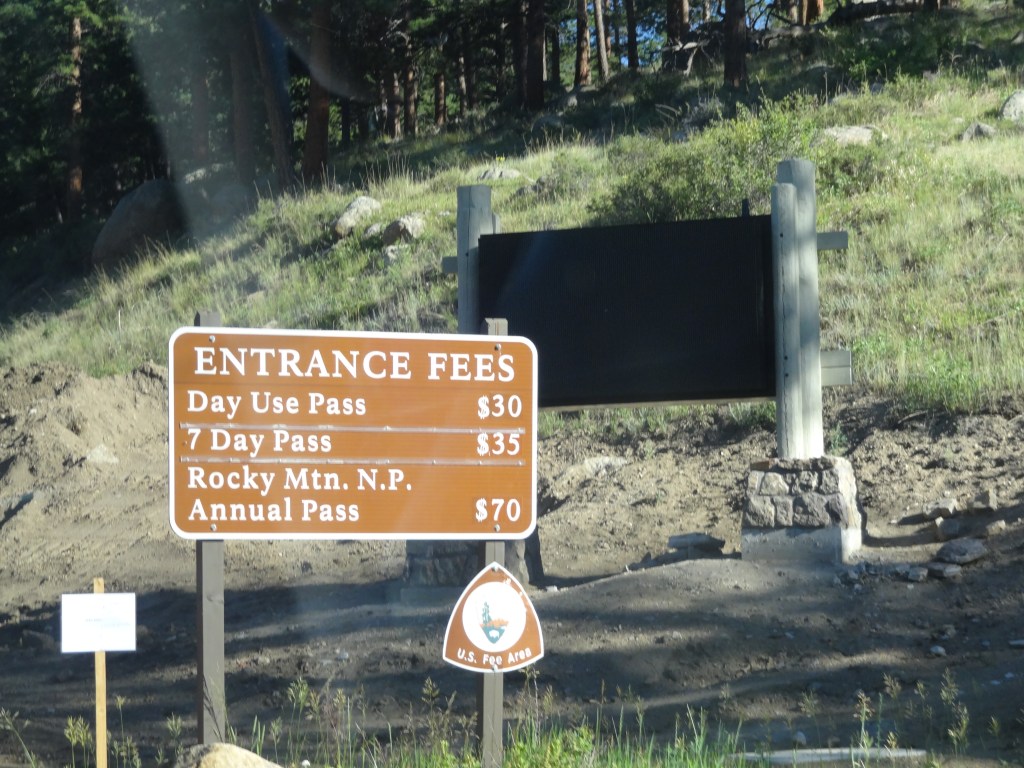 ENTRANCE FEES
Day Use Pass $30
7 Day Pass $35
Rocky Mtn. N.P.
Annual Pass $70
U.S. Fee Area